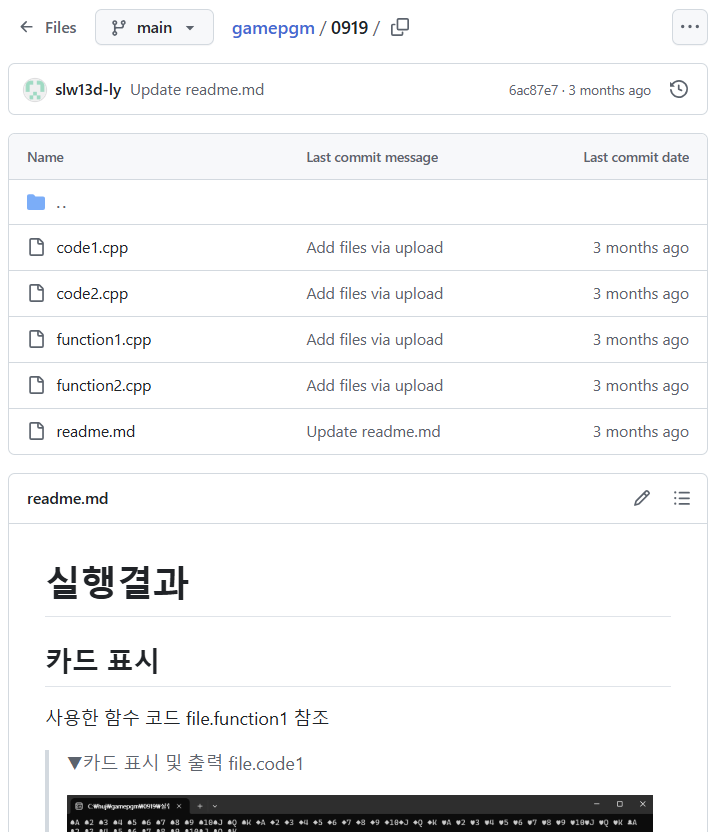 Files
main
gamepgm / 0919 /
slw13d-ly Update readme.md 6ac87e7 · 3 months ago
Name Last commit message Last commit date
..
code1.cpp Add files via upload 3 months ago
code2.cpp Add files via upload 3 months ago
function1.cpp Add files via upload 3 months ago
function2.cpp Add files via upload 3 months ago
readme.md Update readme.md 3 months ago
readme.md
실행결과
카드 표시
사용한 함수 코드 file.function1 참조
▼카드 표시 및 출력 file.code1